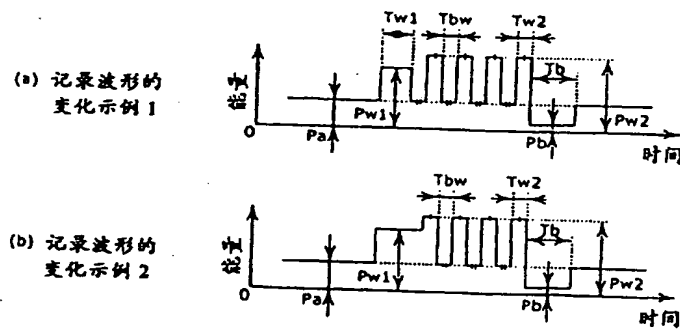 (a) 记录波形的
变化示例1
能量
O
Tw1
Tbw
Tw2
Tb
Pa
Pw1
Pb
Pw2
时间
(b) 记录波形的
变化示例2
能量
O
Tbw
Tw2
Tb
Pa
Pw1
Pb
Pw2
时间